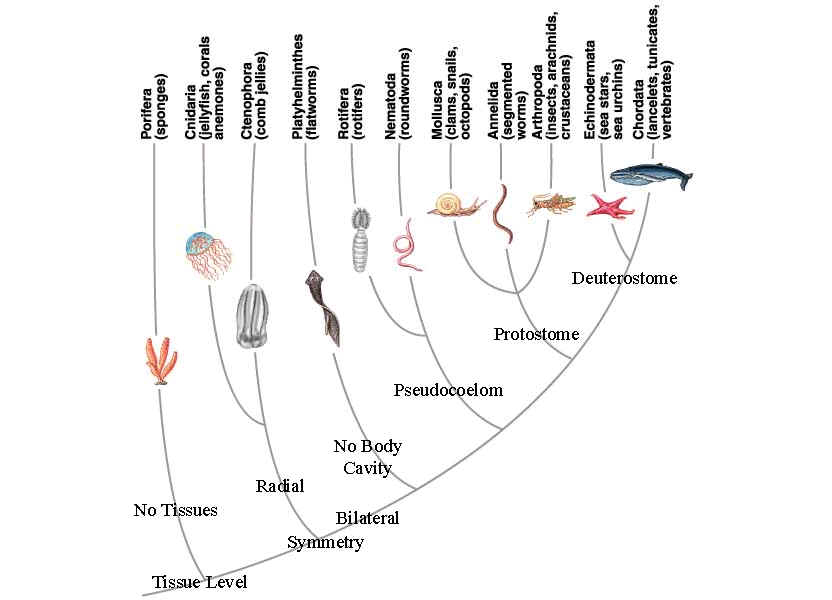 Porifera
(sponges)
Cnidaria
(jellyfish, corals
anemones)
Ctenophora
(comb jellies)
Platyhelminthes
(flatworms)
Rotifera
(rotifers)
Nematoda
(roundworms)
Mollusca
(clams, snails,
octopods)
Annelida
(segmented
worms)
Arthropoda
(insects, arachnids,
crustaceans)
Echinodermata
(sea stars,
sea urchins)
Chordata
(lancelets, tunicates,
vertebrates)
Deuterostome
Protostome
Pseudocoelom
No Body
Cavity
Radial
No Tissues
Bilateral
Symmetry
Tissue Level